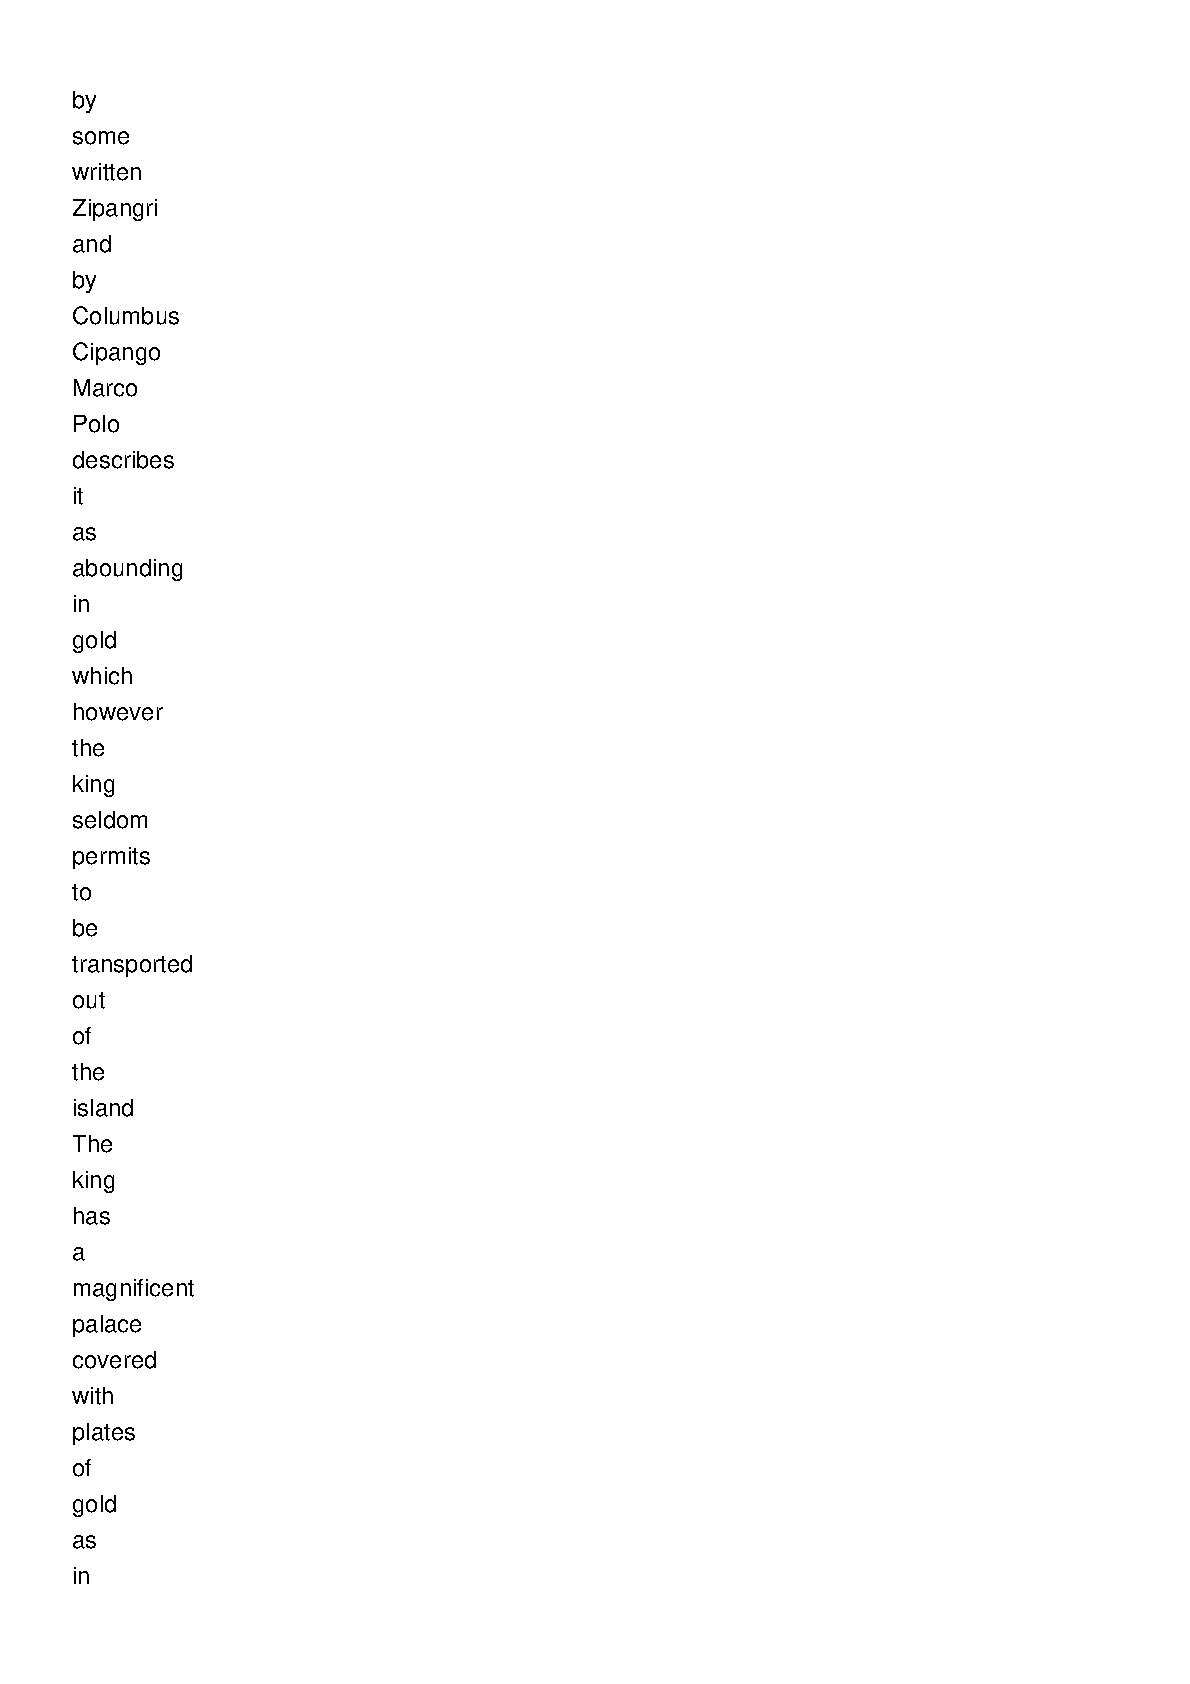 by
some
written
Zipangri
and
by
Columbus
Cipango
Marco
Polo
describes
it
as
abounding
in
gold
which
however
the
king
seldom
permits
to
be
transported
out
of
the
island
The
king
has
a
magnificent
palace
covered
with
plates
of
gold
as
in